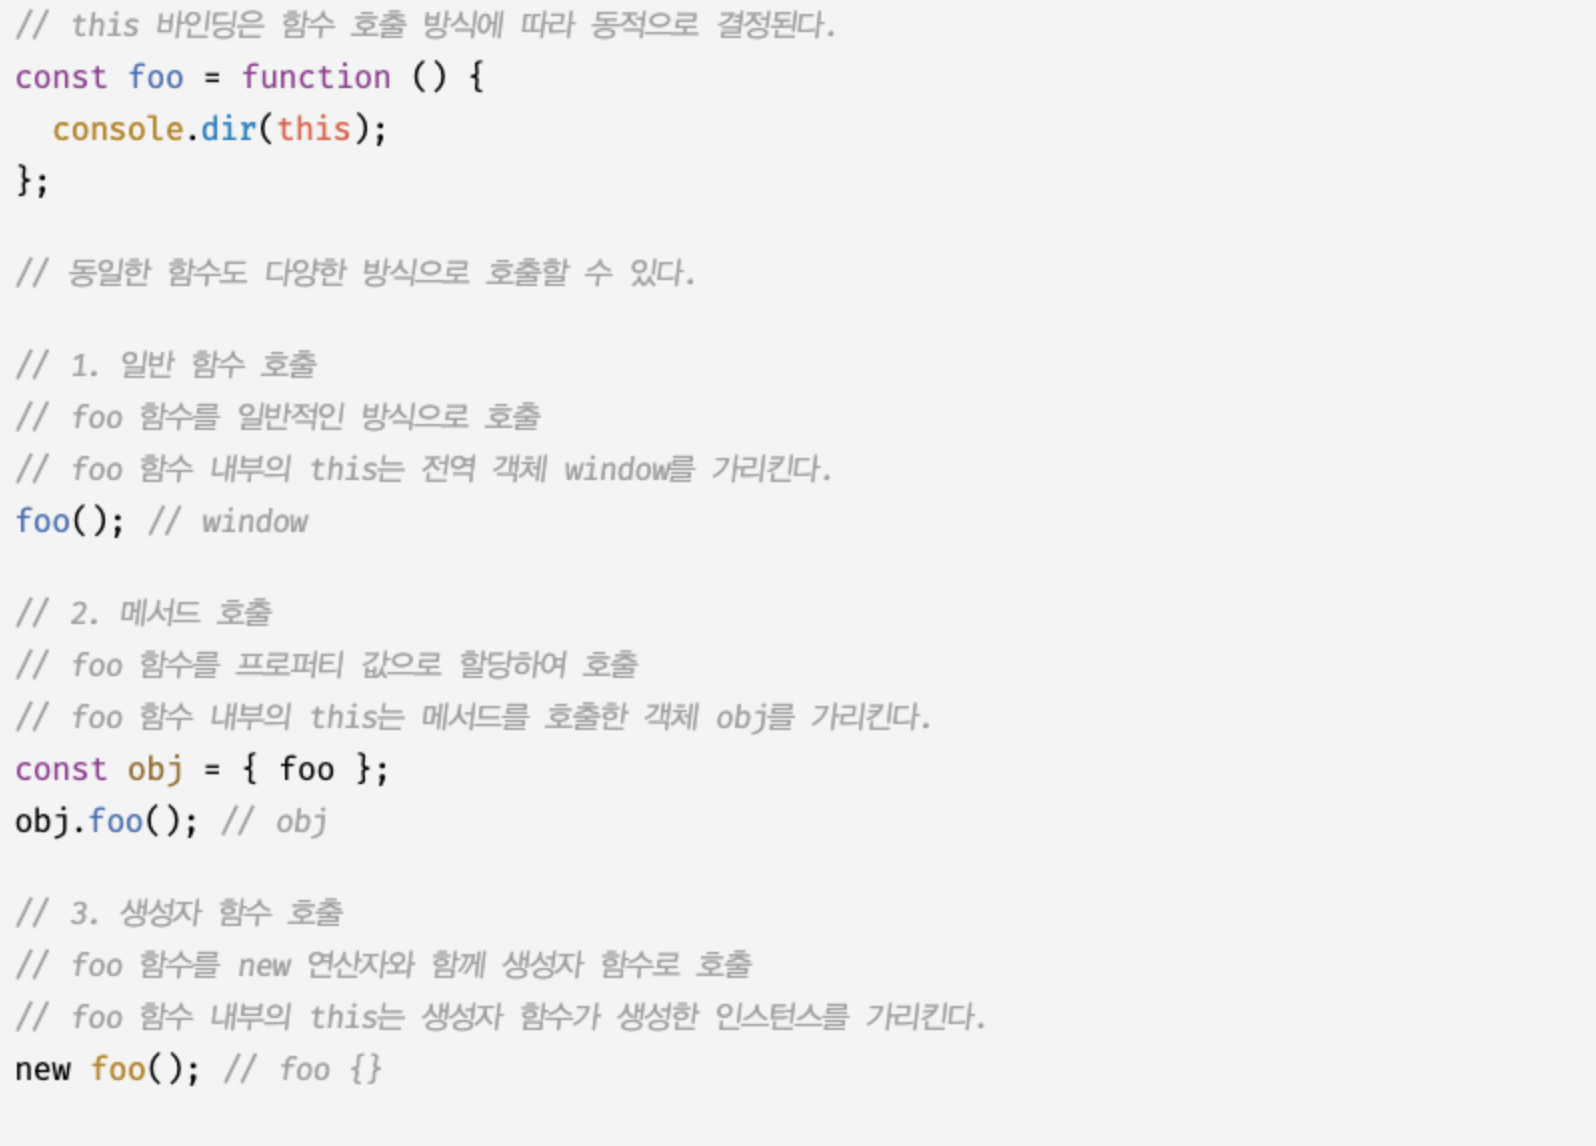 // this 바인딩은 함수 호출 방식에 따라 동적으로 결정된다.
const foo = function () {
  console.dir(this);
};
// 동일한 함수도 다양한 방식으로 호출할 수 있다.
// 1. 일반 함수 호출
// foo 함수를 일반적인 방식으로 호출
// foo 함수 내부의 this는 전역 객체 window를 가리킨다.
foo(); // window
// 2. 메서드 호출
// foo 함수를 프로퍼티 값으로 할당하여 호출
// foo 함수 내부의 this는 메서드를 호출한 객체 obj를 가리킨다.
const obj = { foo };
obj.foo(); // obj
// 3. 생성자 함수 호출
// foo 함수를 new 연산자와 함께 생성자 함수로 호출
// foo 함수 내부의 this는 생성자 함수가 생성한 인스턴스를 가리킨다.
new foo(); // foo {}